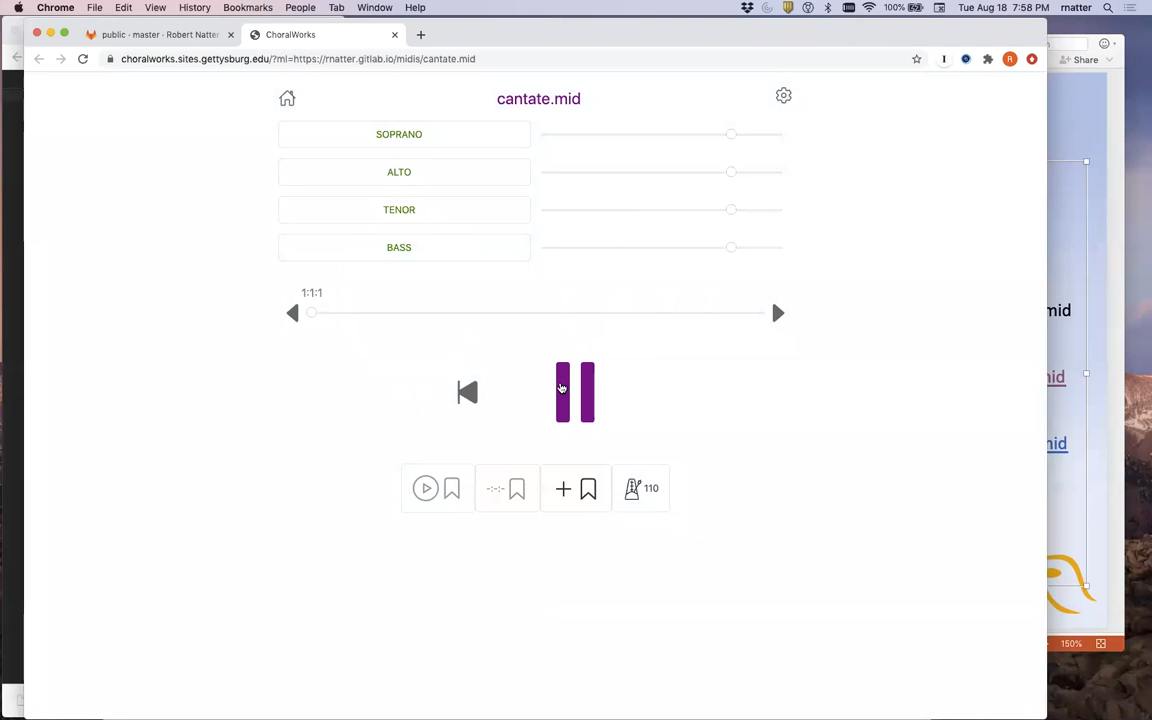 Chrome File Edit View History Bookmarks People Tab Window Help
100% Tue Aug 18 7:58 PM rnatter
public · master · Robert Natter
ChoralWorks
choralworks.sites.gettysburg.edu/?ml=https://rnatter.gitlab.io/midis/cantate.mid
I
R
Share
cantate.mid
SOPRANO
ALTO
TENOR
BASS
1:1:1
mid
mid
mid
-:-:-
110
150%